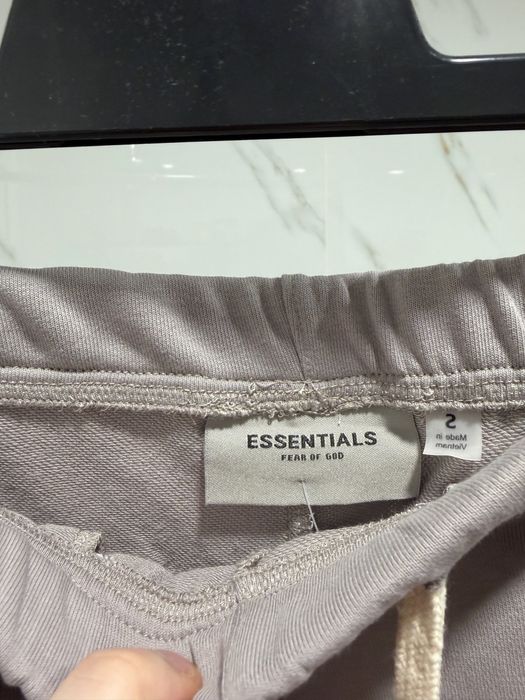 ESSENTIALS
FEAR OF GOD
S
Made in
Vietnam